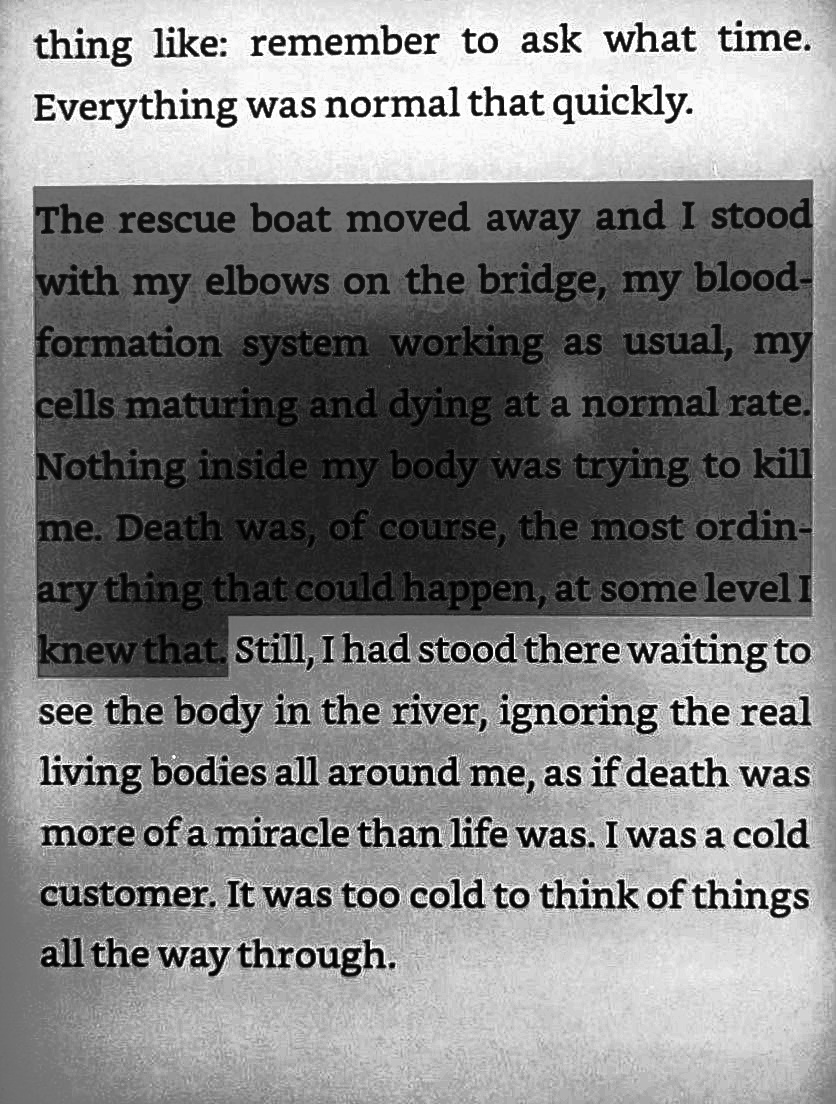 thing like: remember to ask what time.
Everything was normal that quickly.
The rescue boat moved away and I stood
with my elbows on the bridge, my blood-
formation system working as usual, my
cells maturing and dying at a normal rate.
Nothing inside my body was trying to kill
me. Death was, of course, the most ordin-
ary thing that could happen, at some level I
knew that. Still, I had stood there waiting to
see the body in the river, ignoring the real
living bodies all around me, as if death was
more of a miracle than life was. I was a cold
customer. It was too cold to think of things
all the way through.